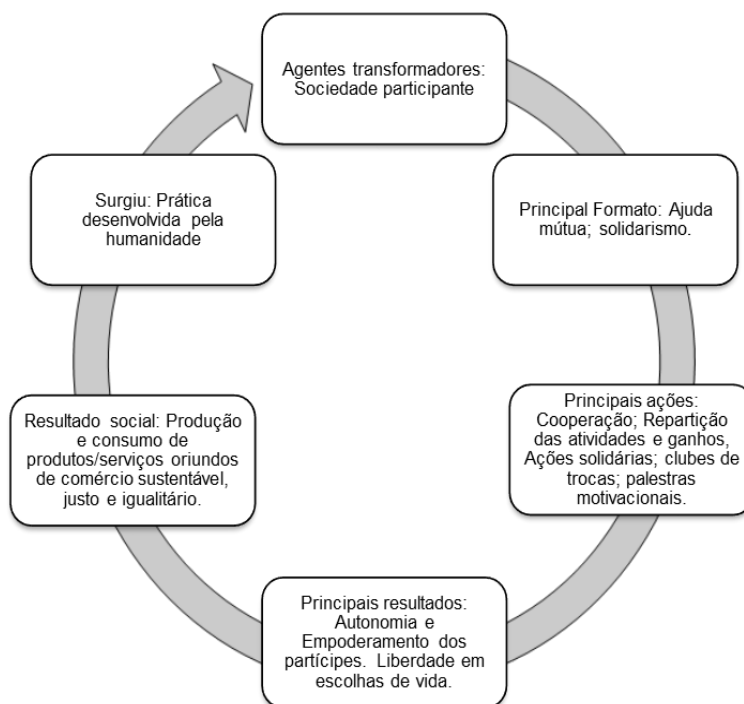 Agentes transformadores:
Sociedade participante
Principal Formato: Ajuda
mútua; solidarismo.
Principais ações:
Cooperação; Repartição
das atividades e ganhos,
Ações solidárias; clubes de
trocas; palestras
motivacionais.
Principais resultados:
Autonomia e
Empoderamento dos
partícipes. Liberdade em
escolhas de vida.
Resultado social: Produção
e consumo de
produtos/serviços oriundos
de comércio sustentável,
justo e igualitário.
Surgiu: Prática
desenvolvida pela
humanidade